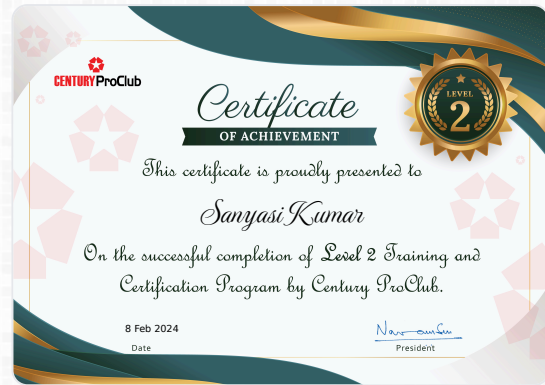 CENTURY ProClub
LEVEL
2
Certificate
OF ACHIEVEMENT
This certificate is proudly presented to
Sanyasi Kumar
On the successful completion of Level 2 Training and
Certification Program by Century ProClub.
8 Feb 2024
Date
President